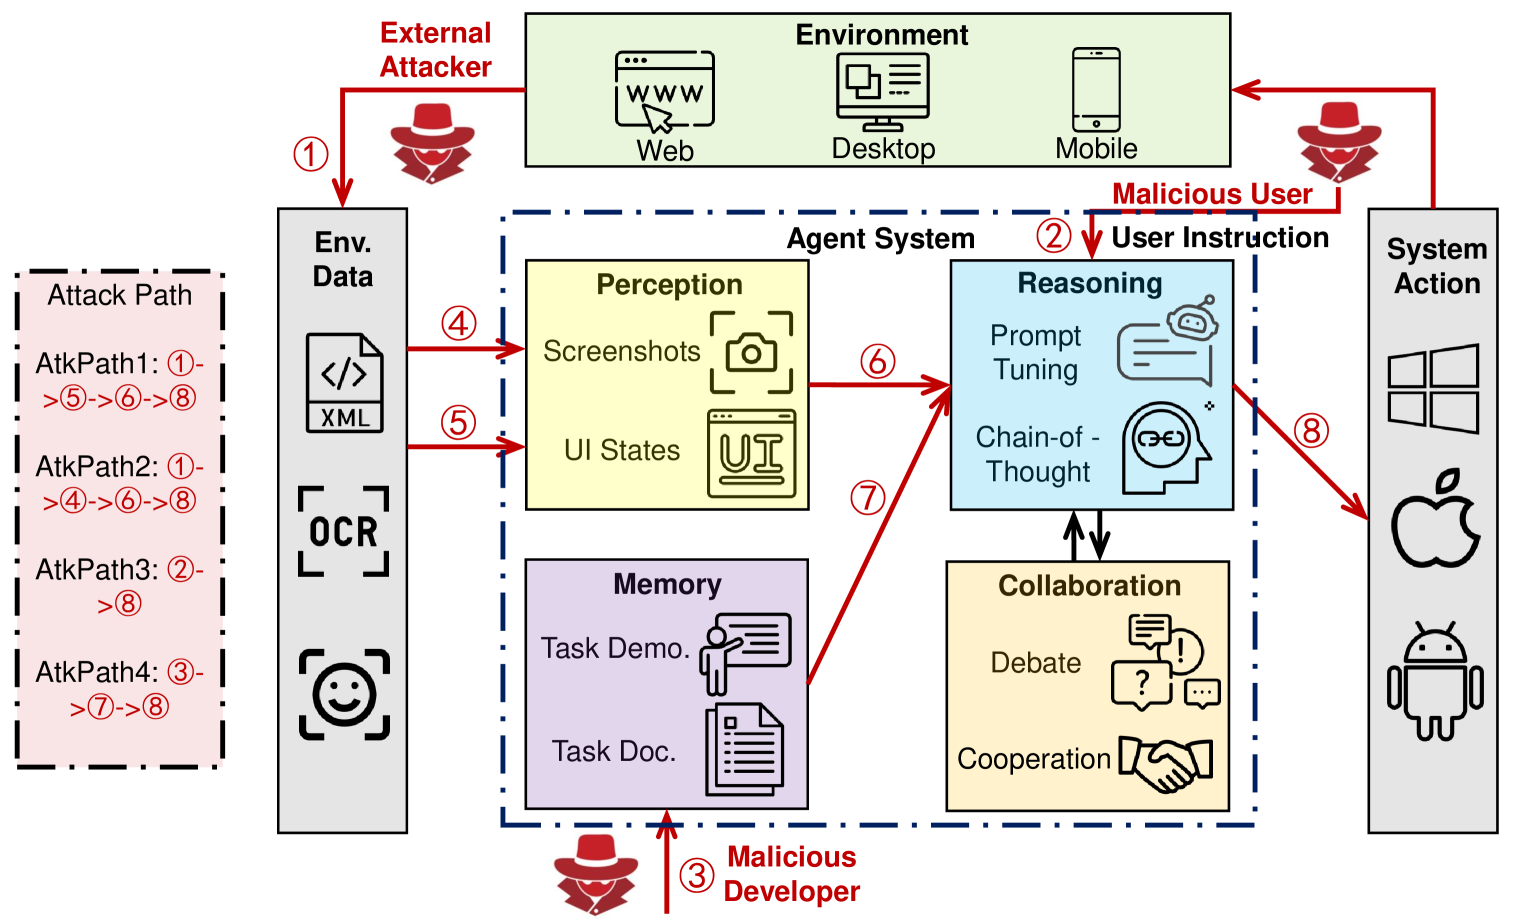 External
Attacker
①
Environment
WWW
Web
Desktop
Mobile
Malicious User
②
User Instruction
Agent System
Attack Path
AtkPath1: ①-
>⑤->⑥->⑧
AtkPath2: ①-
>④->⑥->⑧
AtkPath3: ②-
>⑧
AtkPath4: ③-
>⑦->⑧
Env.
Data
</>
XML
OCR
④
⑤
Perception
Screenshots
UI States
UI
⑥
⑦
Memory
Task Demo.
Task Doc.
Reasoning
Prompt
Tuning
Chain-of -
Thought
Collaboration
Debate
?
!
...
Cooperation
⑧
System
Action
③
Malicious
Developer